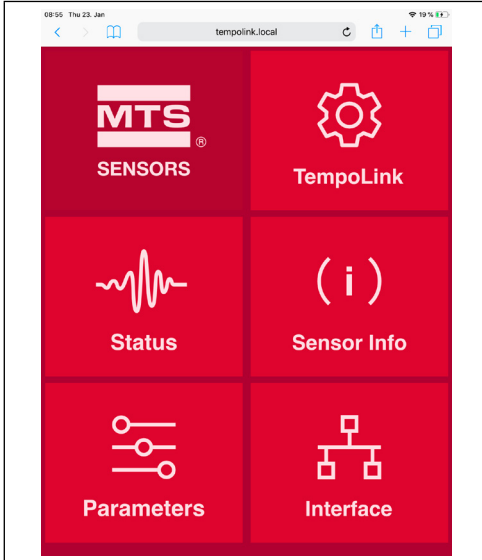 08:55 Thu 23. Jan
19 %
tempolink.local
MTS
®
SENSORS
TempoLink
Status
( i )
Sensor Info
Parameters
Interface